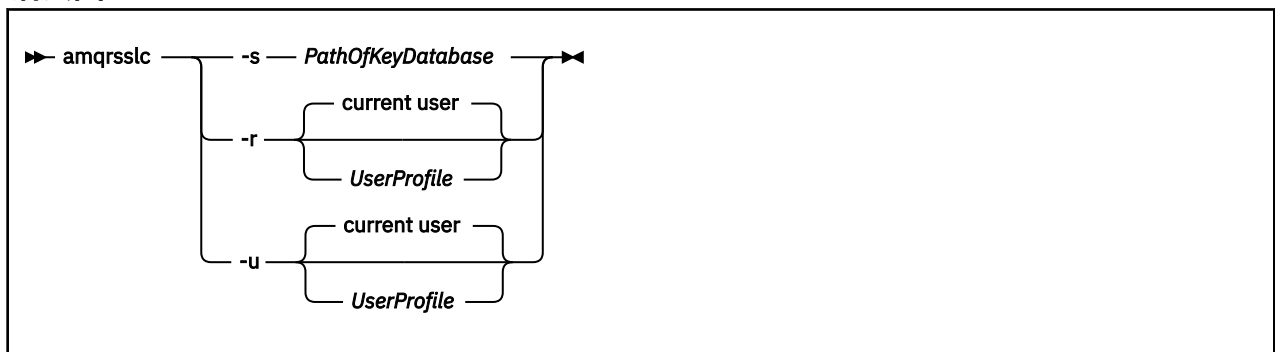 amqrsslc -s PathOfKeyDatabase
current user
-r
UserProfile
current user
-u
UserProfile